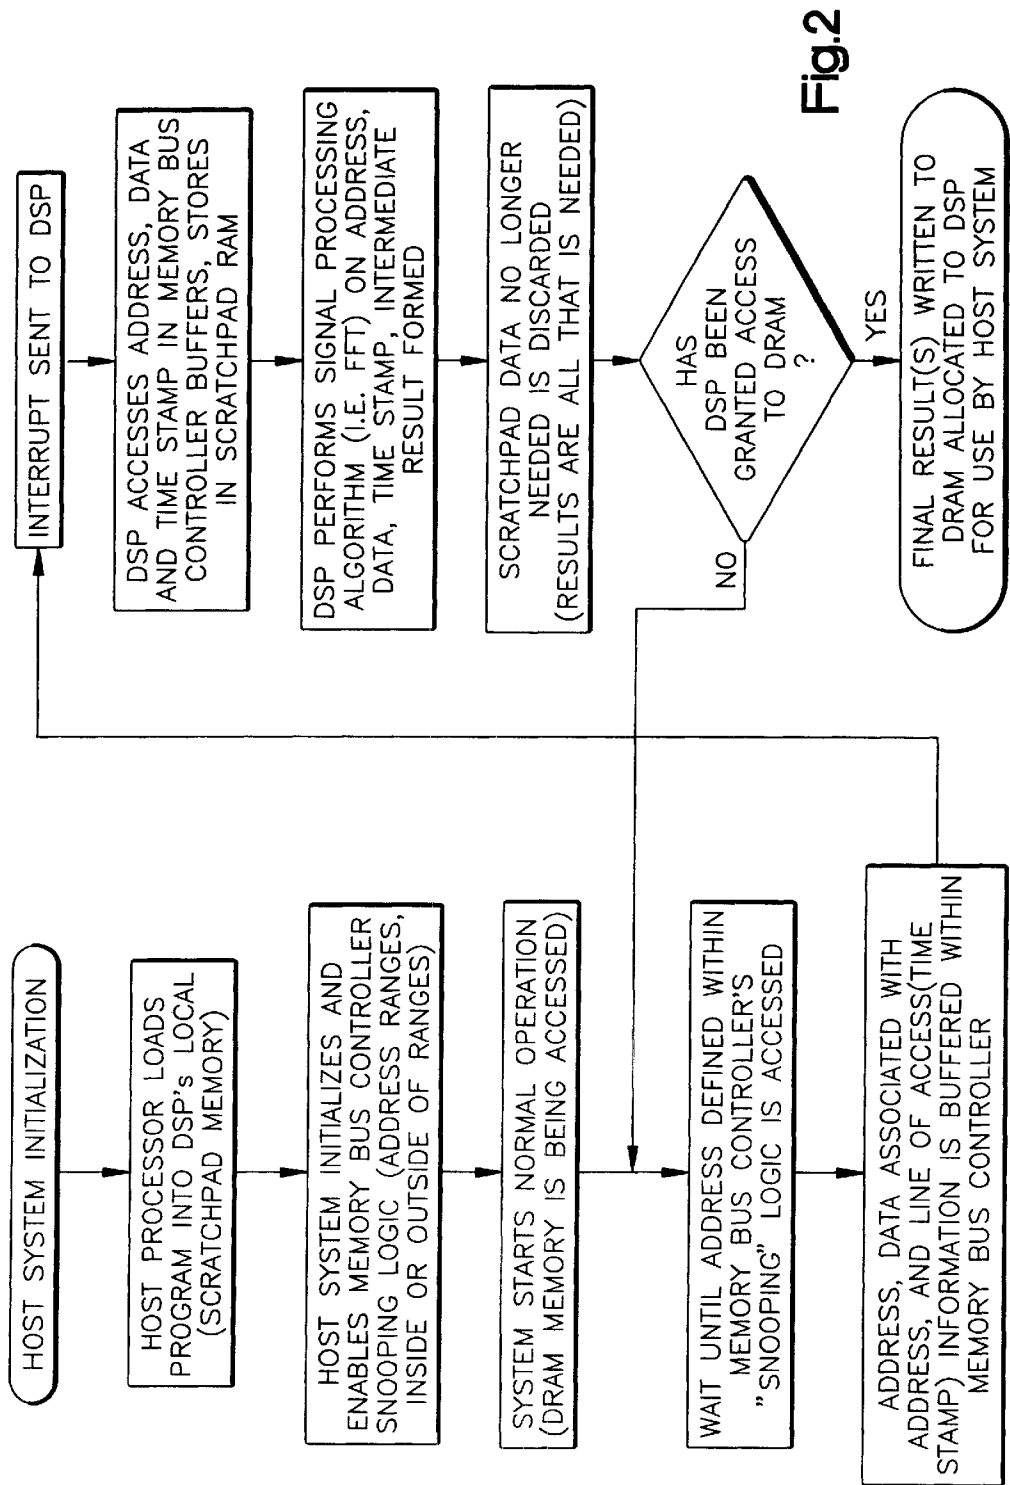 HOST SYSTEM INITIALIZATION
HOST PROCESSOR LOADS
PROGRAM INTO DSP's LOCAL
(SCRATCHPAD MEMORY)
HOST SYSTEM INITIALIZES AND
ENABLES MEMORY BUS CONTROLLER
SNOOPING LOGIC (ADDRESS RANGES,
INSIDE OR OUTSIDE OF RANGES)
SYSTEM STARTS NORMAL OPERATION
(DRAM MEMORY IS BEING ACCESSED)
WAIT UNTIL ADDRESS DEFINED WITHIN
MEMORY BUS CONTROLLER'S
"SNOOPING" LOGIC IS ACCESSED
ADDRESS, DATA ASSOCIATED WITH
ADDRESS, AND LINE OF ACCESS(TIME
STAMP) INFORMATION IS BUFFERED WITHIN
MEMORY BUS CONTROLLER
INTERRUPT SENT TO DSP
DSP ACCESSES ADDRESS, DATA
AND TIME STAMP IN MEMORY BUS
CONTROLLER BUFFERS, STORES
IN SCRATCHPAD RAM
DSP PERFORMS SIGNAL PROCESSING
ALGORITHM (I.E. FFT) ON ADDRESS,
DATA, TIME STAMP, INTERMEDIATE
RESULT FORMED
SCRATCHPAD DATA NO LONGER
NEEDED IS DISCARDED
(RESULTS ARE ALL THAT IS NEEDED)
HAS
DSP BEEN
GRANTED ACCESS
TO DRAM
?
NO
YES
FINAL RESULT(S) WRITTEN TO
DRAM ALLOCATED TO DSP
FOR USE BY HOST SYSTEM
Fig.2